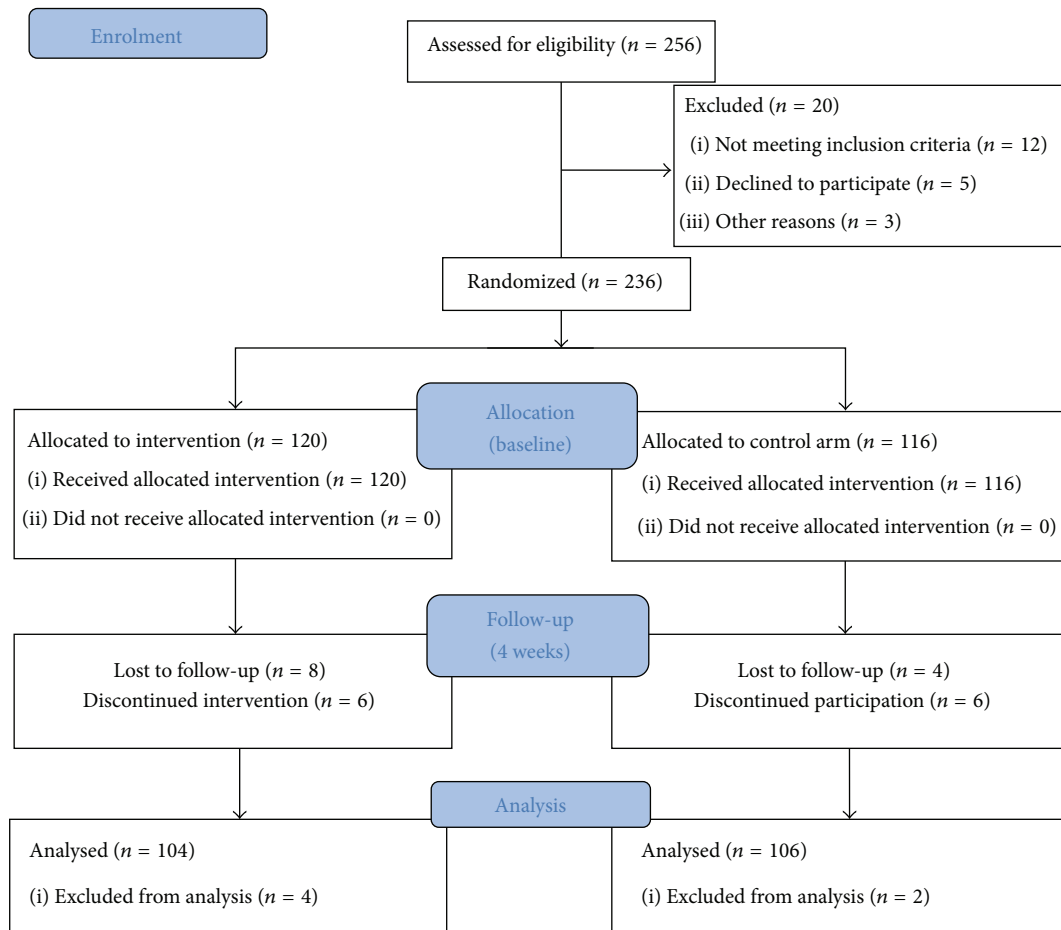 Enrolment
Assessed for eligibility (n = 256)
Excluded (n = 20)
(i) Not meeting inclusion criteria (n = 12)
(ii) Declined to participate (n = 5)
(iii) Other reasons (n = 3)
Randomized (n = 236)
Allocation
(baseline)
Allocated to intervention (n = 120)
(i) Received allocated intervention (n = 120)
(ii) Did not receive allocated intervention (n = 0)
Allocated to control arm (n = 116)
(i) Received allocated intervention (n = 116)
(ii) Did not receive allocated intervention (n = 0)
Follow-up
(4 weeks)
Lost to follow-up (n = 8)
Discontinued intervention (n = 6)
Lost to follow-up (n = 4)
Discontinued participation (n = 6)
Analysis
Analysed (n = 104)
(i) Excluded from analysis (n = 4)
Analysed (n = 106)
(i) Excluded from analysis (n = 2)